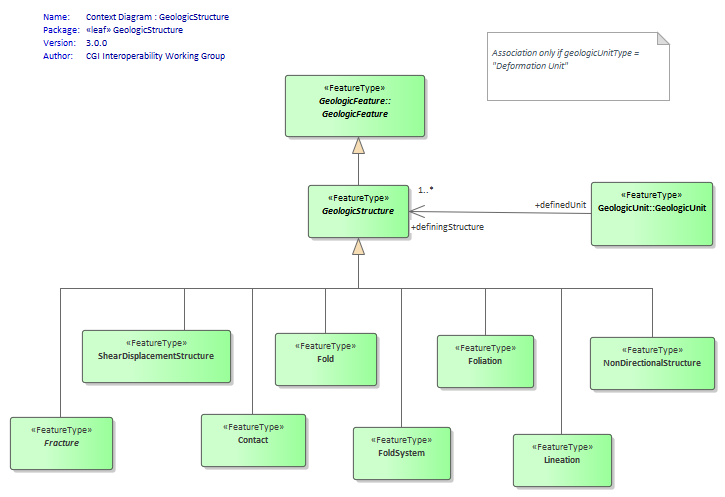 Name: Context Diagram : GeologicStructure
Package: «leaf» GeologicStructure
Version: 3.0.0
Author: CGI Interoperability Working Group
Association only if geologicUnitType =
"Deformation Unit"
«FeatureType»
GeologicFeature::
GeologicFeature
«FeatureType»
GeologicStructure
1..*
+definingStructure
+definedUnit
«FeatureType»
GeologicUnit::GeologicUnit
«FeatureType»
ShearDisplacementStructure
«FeatureType»
Fold
«FeatureType»
Foliation
«FeatureType»
NonDirectionalStructure
«FeatureType»
Fracture
«FeatureType»
Contact
«FeatureType»
FoldSystem
«FeatureType»
Lineation